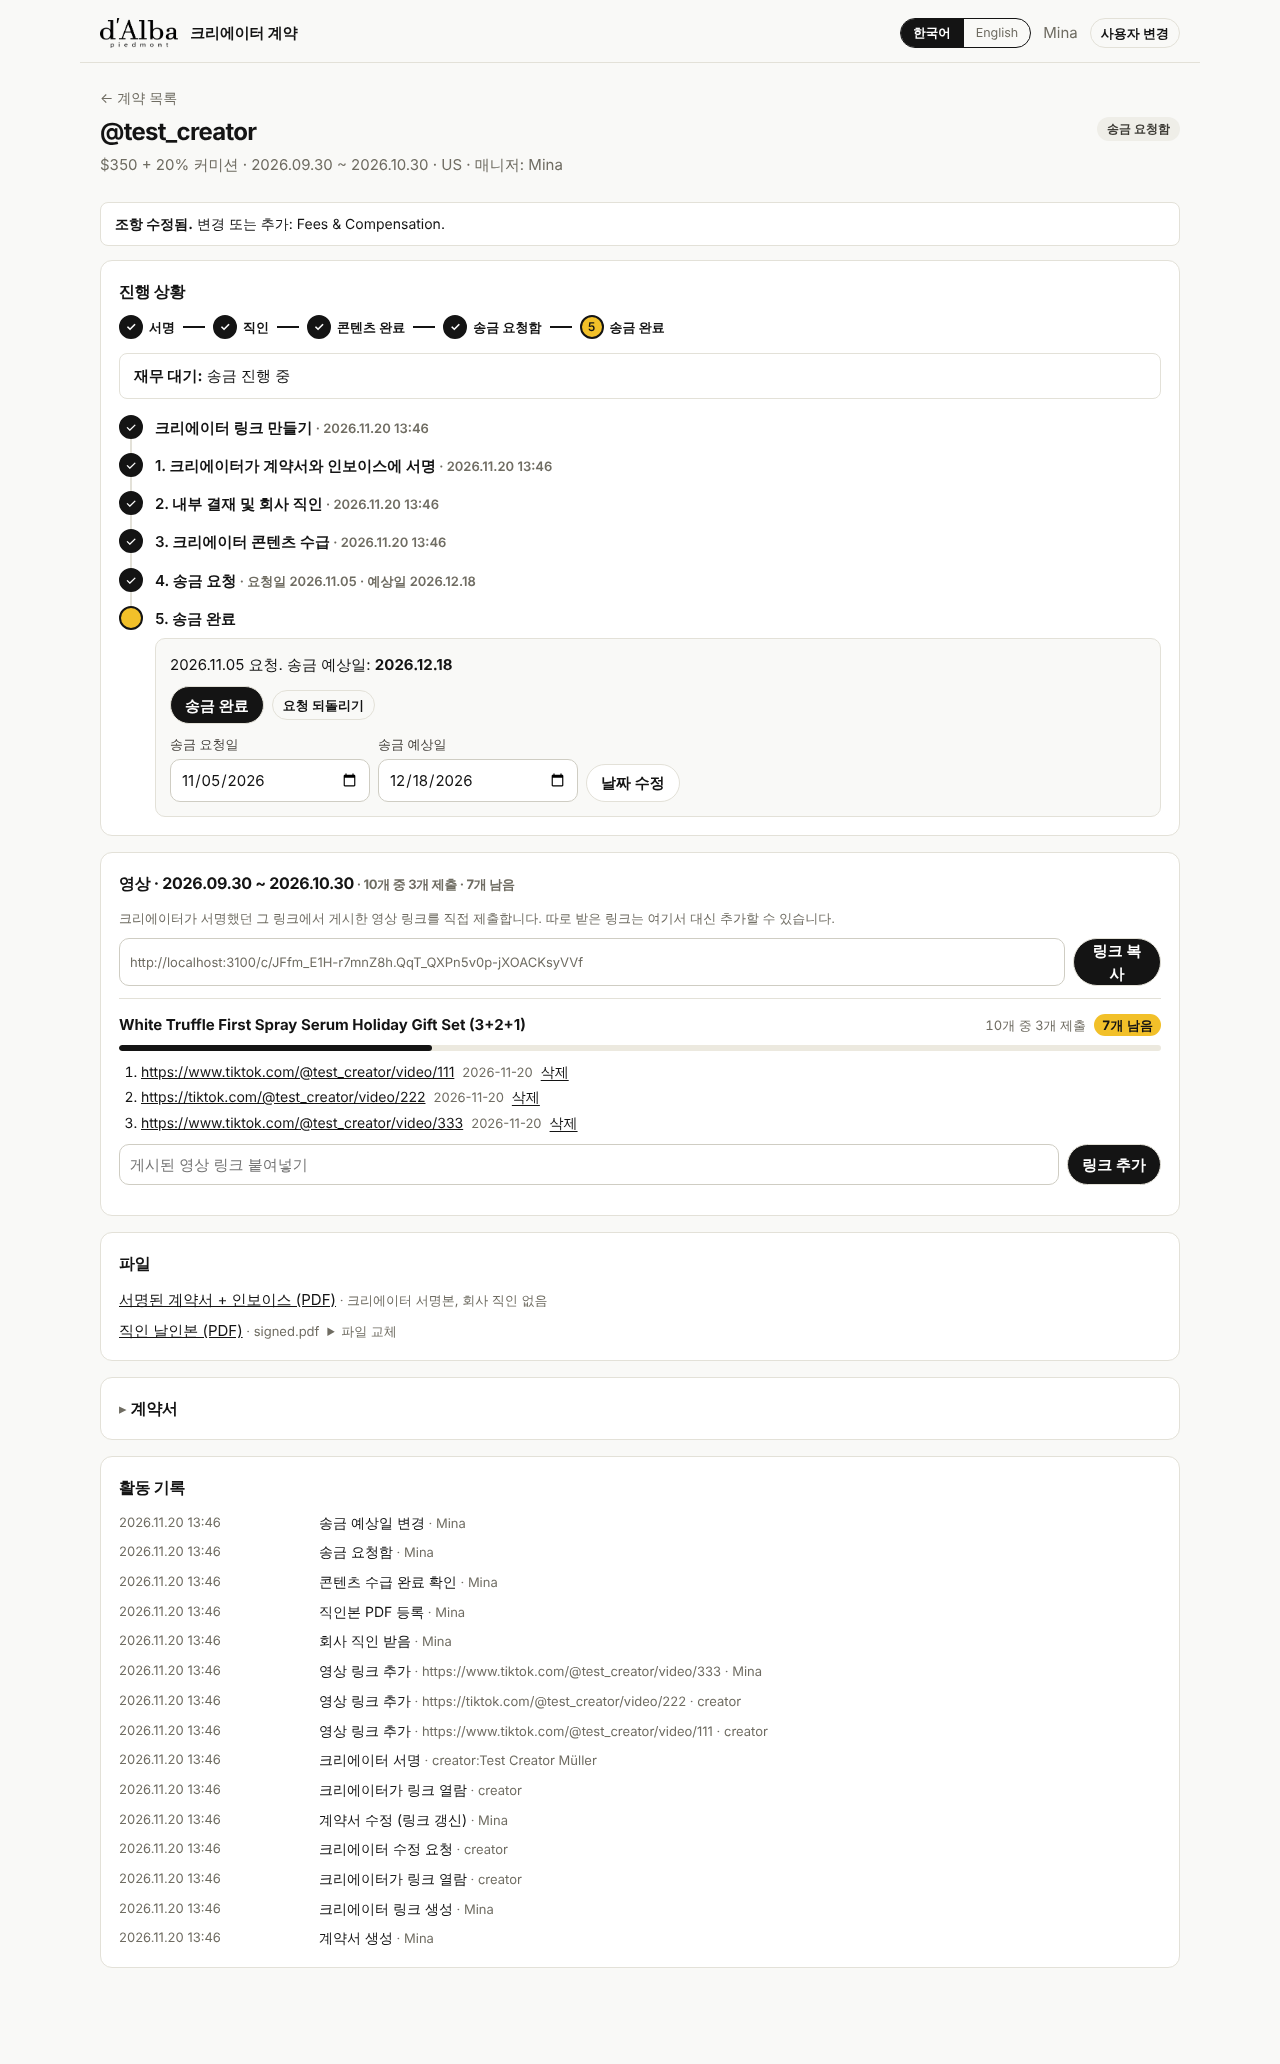 d'Alba piedmont 크리에이터 계약 한국어 English Mina 사용자 변경
← 계약 목록
@test_creator 송금 요청함
$350 + 20% 커미션 · 2026.09.30 ~ 2026.10.30 · US · 매니저: Mina
조항 수정됨. 변경 또는 추가: Fees & Compensation.
진행 상황
✓ 서명 — ✓ 직인 — ✓ 콘텐츠 완료 — ✓ 송금 요청함 — 5 송금 완료
재무 대기: 송금 진행 중
크리에이터 링크 만들기 · 2026.11.20 13:46
1. 크리에이터가 계약서와 인보이스에 서명 · 2026.11.20 13:46
2. 내부 결재 및 회사 직인 · 2026.11.20 13:46
3. 크리에이터 콘텐츠 수급 · 2026.11.20 13:46
4. 송금 요청 · 요청일 2026.11.05 · 예상일 2026.12.18
5. 송금 완료
2026.11.05 요청. 송금 예상일: 2026.12.18
송금 완료 요청 되돌리기
송금 요청일 송금 예상일
11/05/2026 12/18/2026 날짜 수정
영상 · 2026.09.30 ~ 2026.10.30 · 10개 중 3개 제출 · 7개 남음
크리에이터가 서명했던 그 링크에서 게시한 영상 링크를 직접 제출합니다. 따로 받은 링크는 여기서 대신 추가할 수 있습니다.
http://localhost:3100/c/JFfm_E1H-r7mnZ8h.QqT_QXPn5v0p-jXOACKsyVVf 링크 복
사
White Truffle First Spray Serum Holiday Gift Set (3+2+1) 10개 중 3개 제출 7개 남음
1. https://www.tiktok.com/@test_creator/video/111 2026-11-20 삭제
2. https://tiktok.com/@test_creator/video/222 2026-11-20 삭제
3. https://www.tiktok.com/@test_creator/video/333 2026-11-20 삭제
게시된 영상 링크 붙여넣기 링크 추가
파일
서명된 계약서 + 인보이스 (PDF) · 크리에이터 서명본, 회사 직인 없음
직인 날인본 (PDF) · signed.pdf ▶ 파일 교체
▸ 계약서
활동 기록
2026.11.20 13:46 송금 예상일 변경 · Mina
2026.11.20 13:46 송금 요청함 · Mina
2026.11.20 13:46 콘텐츠 수급 완료 확인 · Mina
2026.11.20 13:46 직인본 PDF 등록 · Mina
2026.11.20 13:46 회사 직인 받음 · Mina
2026.11.20 13:46 영상 링크 추가 · https://www.tiktok.com/@test_creator/video/333 · Mina
2026.11.20 13:46 영상 링크 추가 · https://tiktok.com/@test_creator/video/222 · creator
2026.11.20 13:46 영상 링크 추가 · https://www.tiktok.com/@test_creator/video/111 · creator
2026.11.20 13:46 크리에이터 서명 · creator:Test Creator Müller
2026.11.20 13:46 크리에이터가 링크 열람 · creator
2026.11.20 13:46 계약서 수정 (링크 갱신) · Mina
2026.11.20 13:46 크리에이터 수정 요청 · creator
2026.11.20 13:46 크리에이터가 링크 열람 · creator
2026.11.20 13:46 크리에이터 링크 생성 · Mina
2026.11.20 13:46 계약서 생성 · Mina